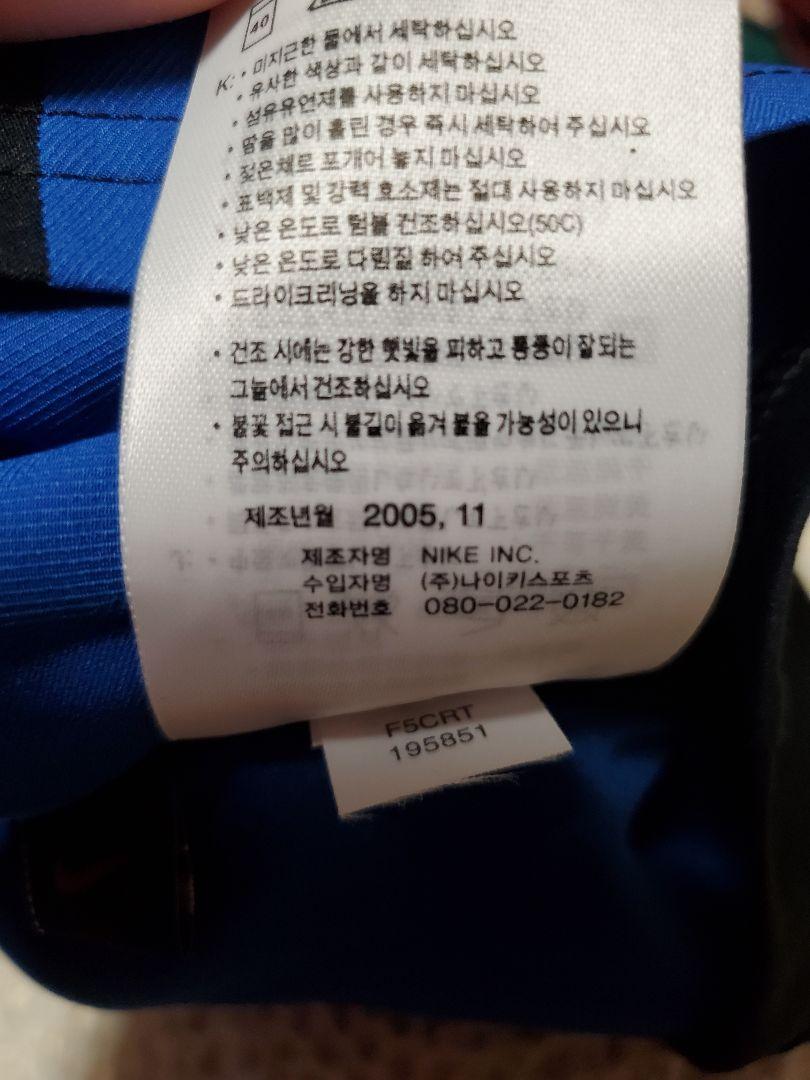 40
K: • 미지근한 물에서 세탁하십시오
• 유사한 색상과 같이 세탁하십시오
• 섬유유연제를 사용하지 마십시오
• 땀을 많이 흘린 경우 즉시 세탁하여 주십시오
• 젖은채로 포개어 놓지 마십시오
• 표백제 및 강력 효소제는 절대 사용하지 마십시오
• 낮은 온도로 텀블 건조하십시오(50C)
• 낮은 온도로 다림질 하여 주십시오
• 드라이크리닝을 하지 마십시오
• 건조 시에는 강한 햇빛을 피하고 통풍이 잘되는
그늘에서 건조하십시오
• 불꽃 접근 시 불길이 옮겨 붙을 가능성이 있으니
주의하십시오
제조년월 2005, 11
제조자명 NIKE INC.
수입자명 (주)나이키스포츠
전화번호 080-022-0182
F5CRT
195851